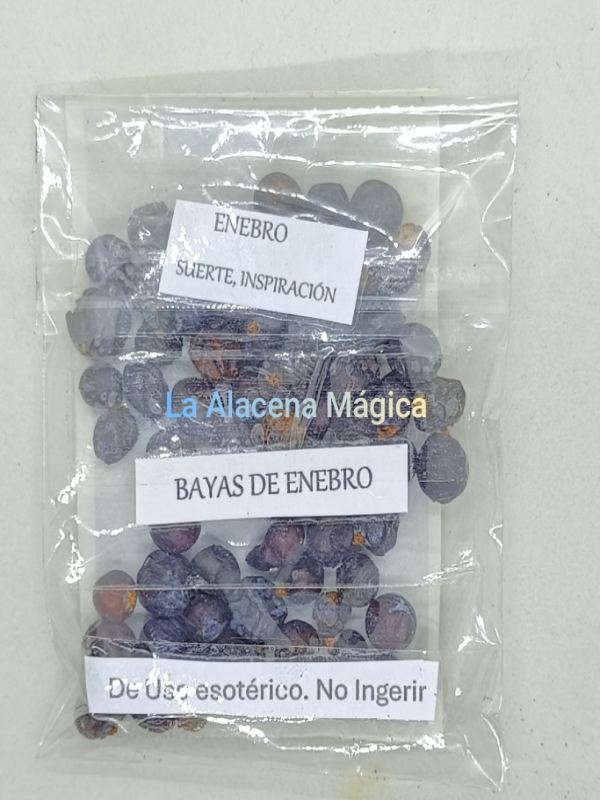 ENEBRO
SUERTE, INSPIRACIÓN
La Alacena Mágica
BAYAS DE ENEBRO
De Uso esotérico. No Ingerir